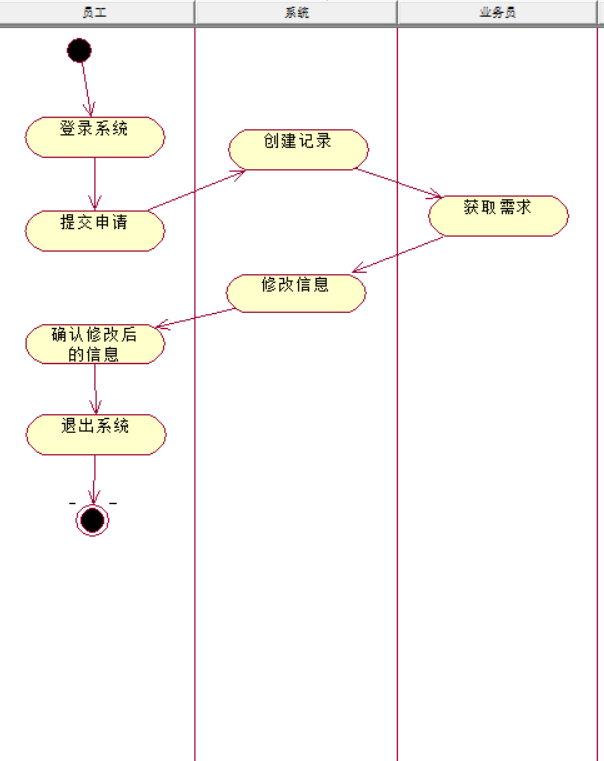 员工
系统
业务员
登录系统
创建记录
提交申请
获取需求
修改信息
确认修改后
的信息
退出系统